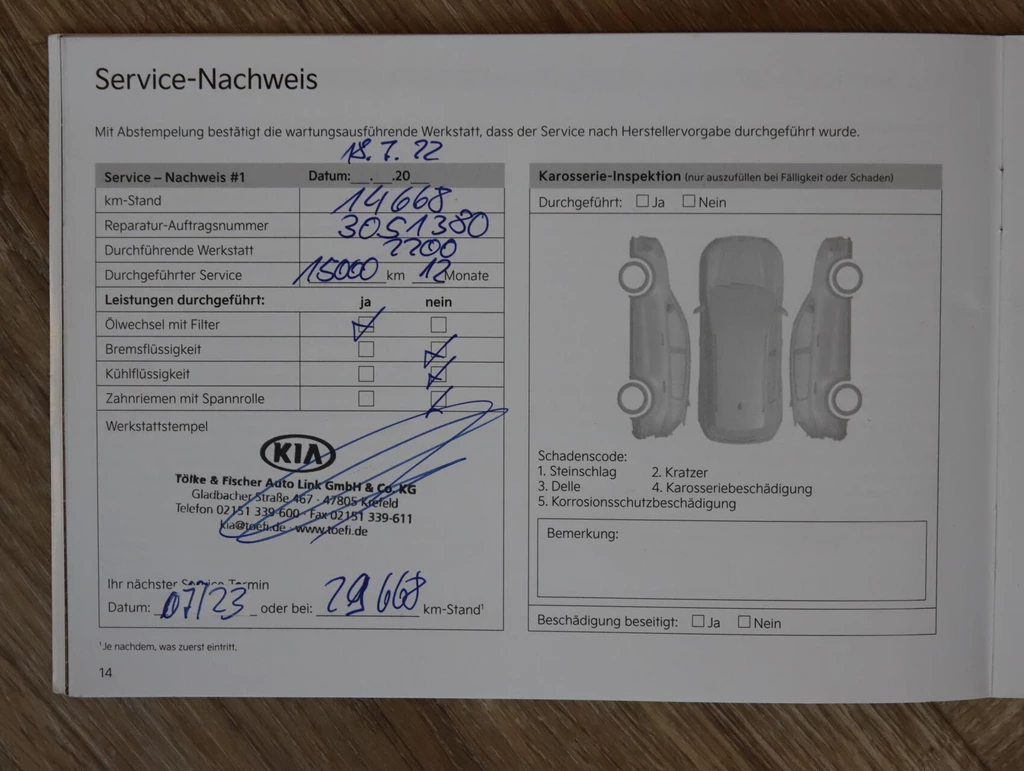 Service-Nachweis
Mit Abstempelung bestätigt die wartungsausführende Werkstatt, dass der Service nach Herstellervorgabe durchgeführt wurde.
18.7.22
Service – Nachweis #1 Datum:__.__.20__
km-Stand 14668
Reparatur-Auftragsnummer 3051380
Durchführende Werkstatt 2200
Durchgeführter Service 15000 km 12 Monate
Leistungen durchgeführt: ja nein
Ölwechsel mit Filter
Bremsflüssigkeit
Kühlflüssigkeit
Zahnriemen mit Spannrolle
Werkstattstempel
KIA
Tölke & Fischer Auto Link GmbH & Co. KG
Gladbacher Straße 467 · 47805 Krefeld
Telefon 02151 339-600 · Fax 02151 339-611
kia@toefi.de · www.toefi.de
Ihr nächster Service-Termin
Datum: 07/23 oder bei: 29668 km-Stand¹
¹Je nachdem, was zuerst eintritt.
14
Karosserie-Inspektion (nur auszufüllen bei Fälligkeit oder Schaden)
Durchgeführt: Ja Nein
Schadenscode:
1. Steinschlag 2. Kratzer
3. Delle 4. Karosseriebeschädigung
5. Korrosionsschutzbeschädigung
Bemerkung:
Beschädigung beseitigt: Ja Nein